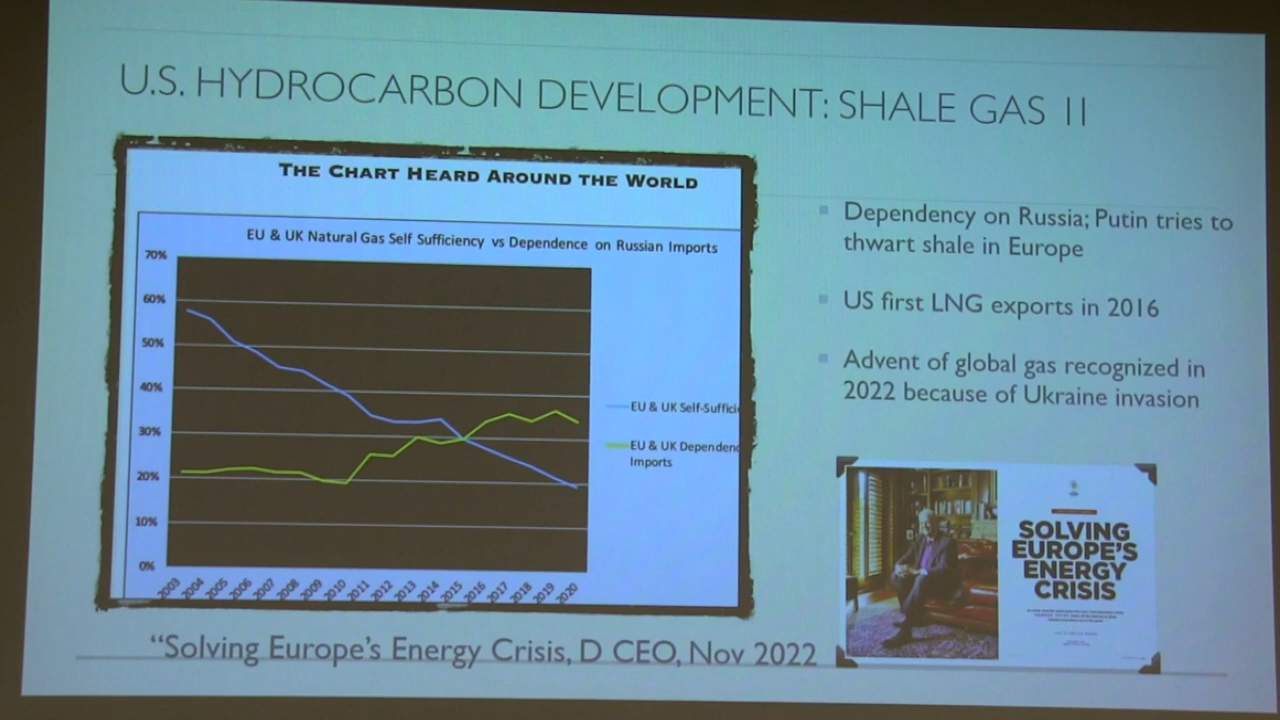 U.S. HYDROCARBON DEVELOPMENT: SHALE GAS II
THE CHART HEARD AROUND THE WORLD
EU & UK Natural Gas Self Sufficiency vs Dependence on Russian Imports
70%
60%
50%
40%
30%
20%
10%
0%
2003 2004 2005 2006 2007 2008 2009 2010 2011 2012 2013 2014 2015 2016 2017 2018 2019 2020
EU & UK Self-Suffici
EU & UK Dependenc
Imports
Dependency on Russia; Putin tries to
thwart shale in Europe
US first LNG exports in 2016
Advent of global gas recognized in
2022 because of Ukraine invasion
SOLVING
EUROPE'S
ENERGY
CRISIS
“Solving Europe’s Energy Crisis, D CEO, Nov 2022